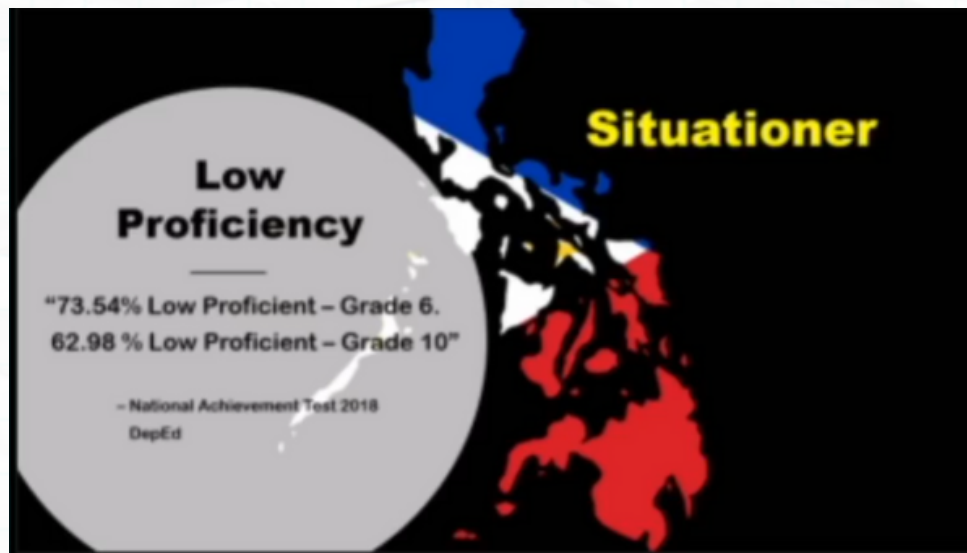 Situationer
Low
Proficiency
“73.54% Low Proficient – Grade 6.
62.98 % Low Proficient – Grade 10”
– National Achievement Test 2018
DepEd